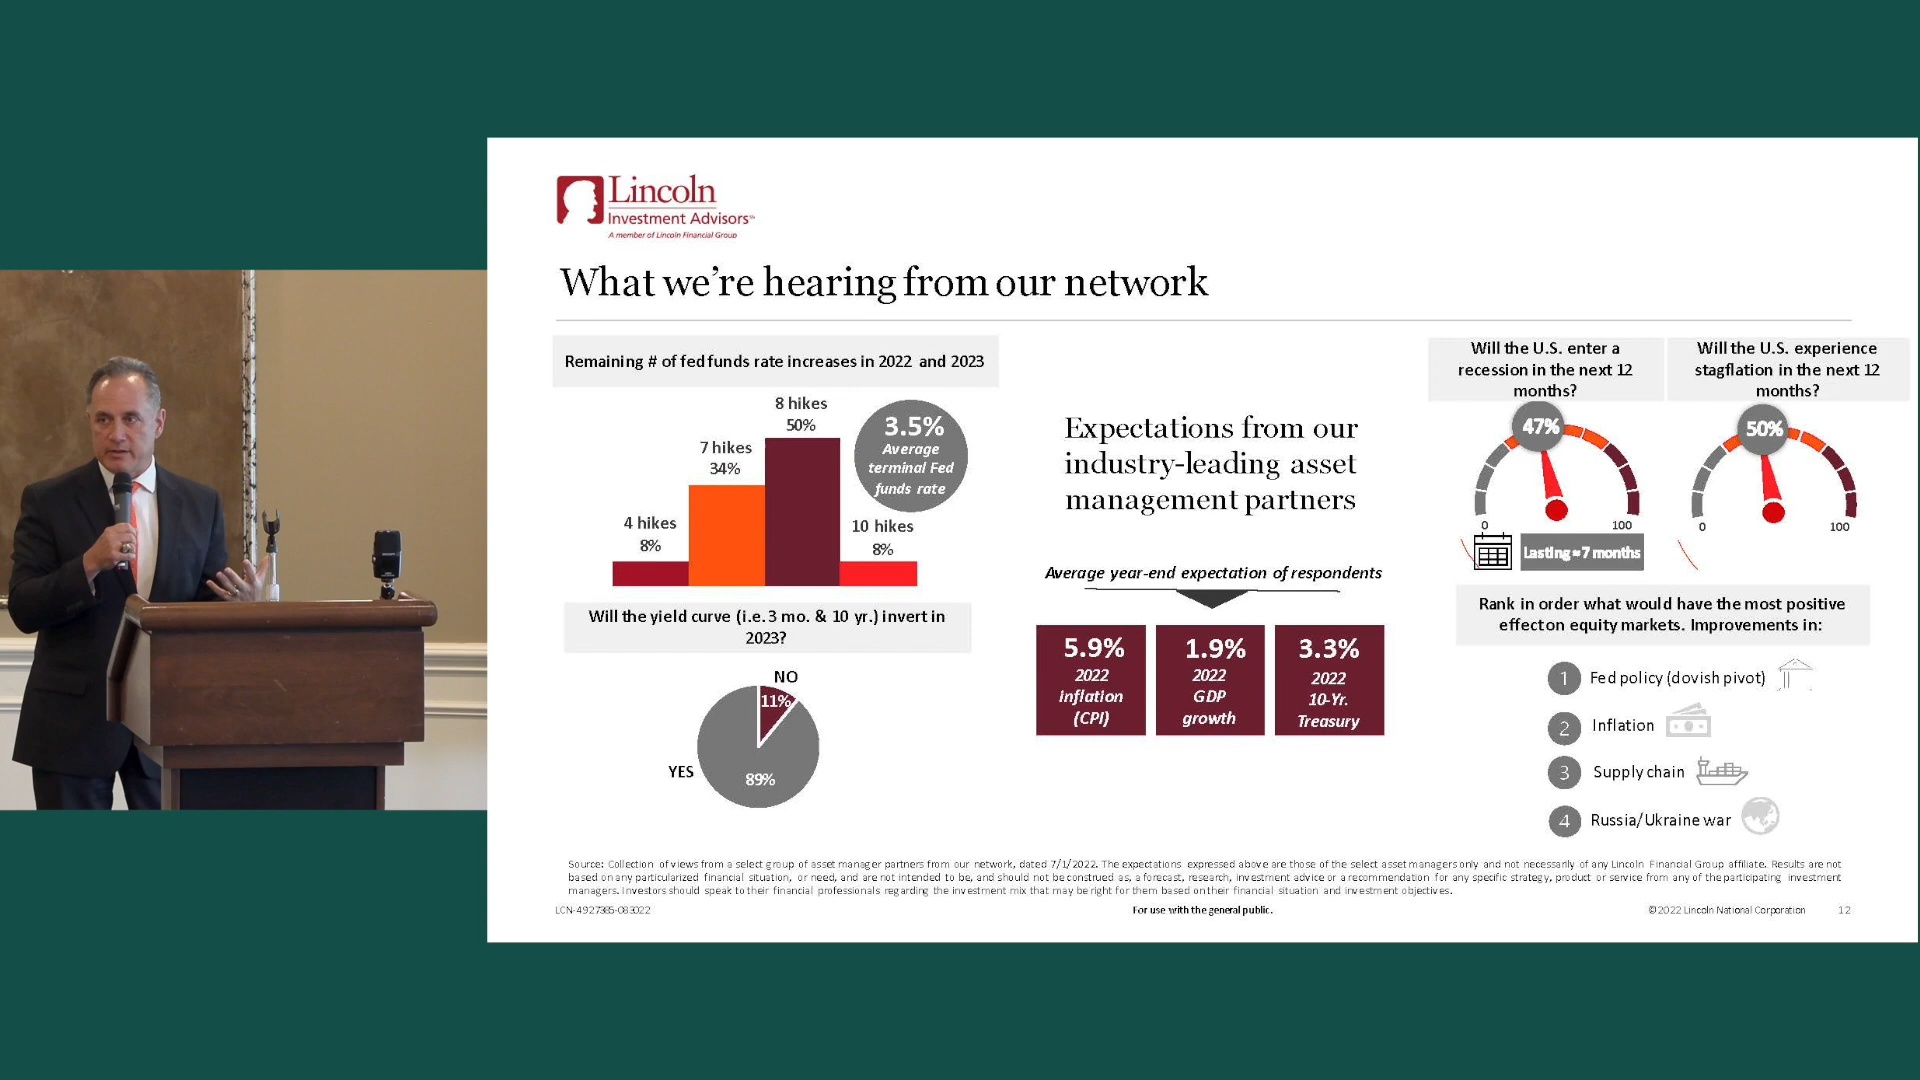 Lincoln
Investment Advisors℠
A member of Lincoln Financial Group
What we're hearing from our network
Remaining # of fed funds rate increases in 2022 and 2023
8 hikes
50%
7 hikes
34%
4 hikes
8%
10 hikes
8%
3.5%
Average
terminal Fed
funds rate
Will the yield curve (i.e. 3 mo. & 10 yr.) invert in
2023?
NO
11%
YES
89%
Expectations from our
industry-leading asset
management partners
Average year-end expectation of respondents
5.9%
2022
inflation
(CPI)
1.9%
2022
GDP
growth
3.3%
2022
10-Yr.
Treasury
Will the U.S. enter a
recession in the next 12
months?
47%
0
100
Lasting ≈ 7 months
Will the U.S. experience
stagflation in the next 12
months?
50%
0
100
Rank in order what would have the most positive
effect on equity markets. Improvements in:
1 Fed policy (dovish pivot)
2 Inflation
3 Supply chain
4 Russia/Ukraine war
Source: Collection of views from a select group of asset manager partners from our network, dated 7/1/2022. The expectations expressed above are those of the select asset managers only and not necessarily of any Lincoln Financial Group affiliate. Results are not
based on any particularized financial situation, or need, and are not intended to be, and should not be construed as, a forecast, research, investment advice or a recommendation for any specific strategy, product or service from any of the participating investment
managers. Investors should speak to their financial professionals regarding the investment mix that may be right for them based on their financial situation and investment objectives.
LCN-4927385-083022
For use with the general public.
©2022 Lincoln National Corporation
12